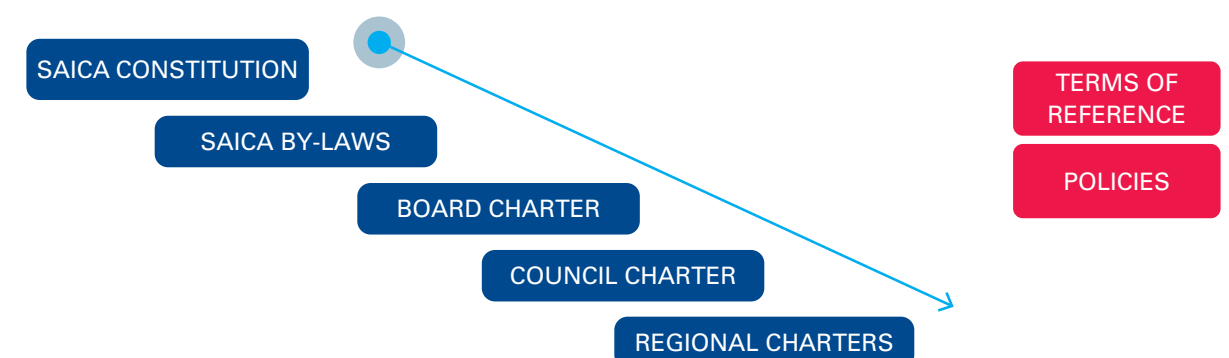 SAICA CONSTITUTION
SAICA BY-LAWS
BOARD CHARTER
COUNCIL CHARTER
REGIONAL CHARTERS
TERMS OF
REFERENCE
POLICIES